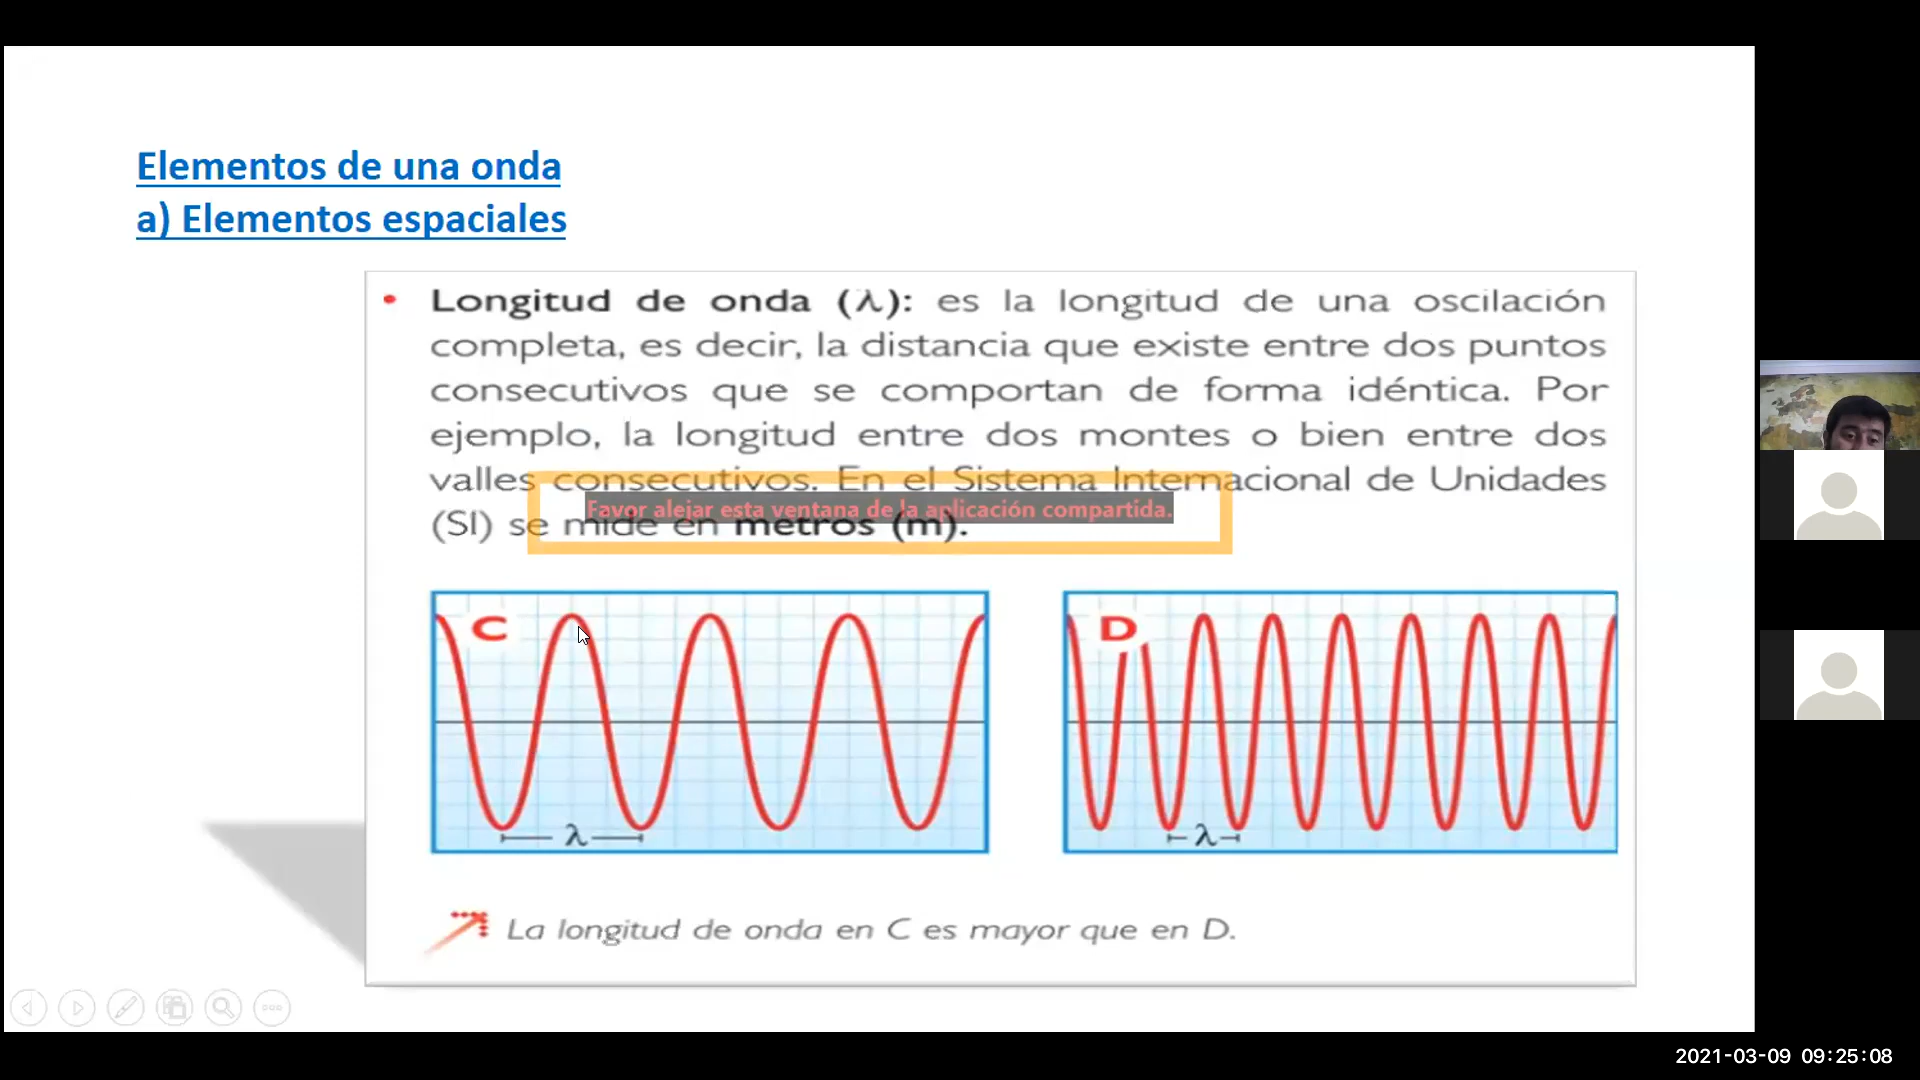 Elementos de una onda
a) Elementos espaciales
• Longitud de onda (λ): es la longitud de una oscilación
completa, es decir, la distancia que existe entre dos puntos
consecutivos que se comportan de forma idéntica. Por
ejemplo, la longitud entre dos montes o bien entre dos
valles consecutivos. En el Sistema Internacional de Unidades
Favor alejar esta ventana de la aplicación compartida.
(SI) se mide en metros (m).
C
D
λ
λ
La longitud de onda en C es mayor que en D.
2021-03-09 09:25:08